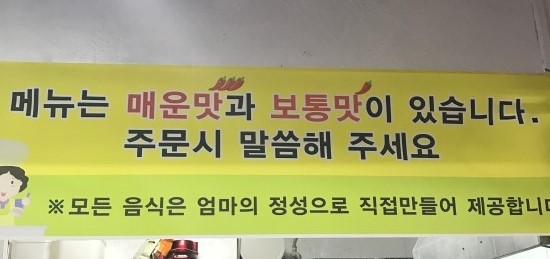 메뉴는 매운맛과 보통맛이 있습니다.
주문시 말씀해 주세요
※모든 음식은 엄마의 정성으로 직접만들어 제공합니다